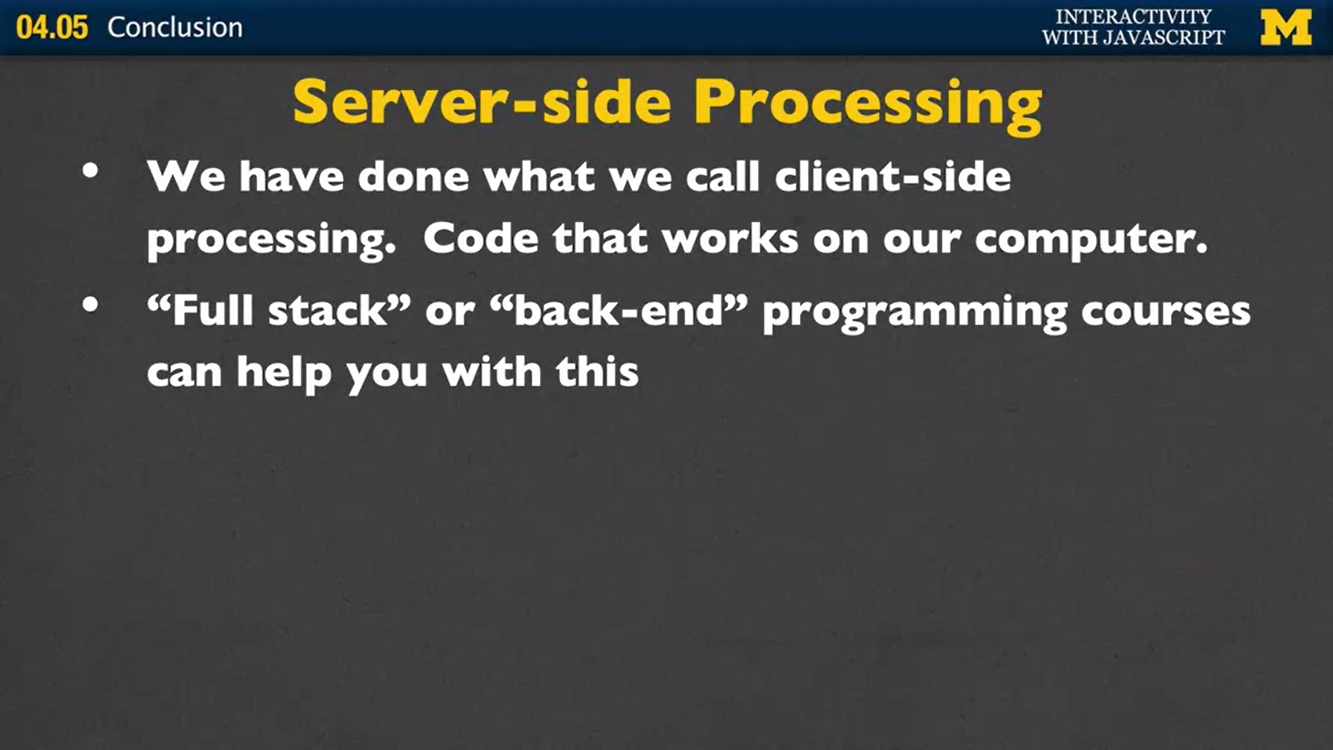 04.05 Conclusion
INTERACTIVITY
WITH JAVASCRIPT
M
Server-side Processing
• We have done what we call client-side
processing.  Code that works on our computer.
• “Full stack” or “back-end” programming courses
can help you with this